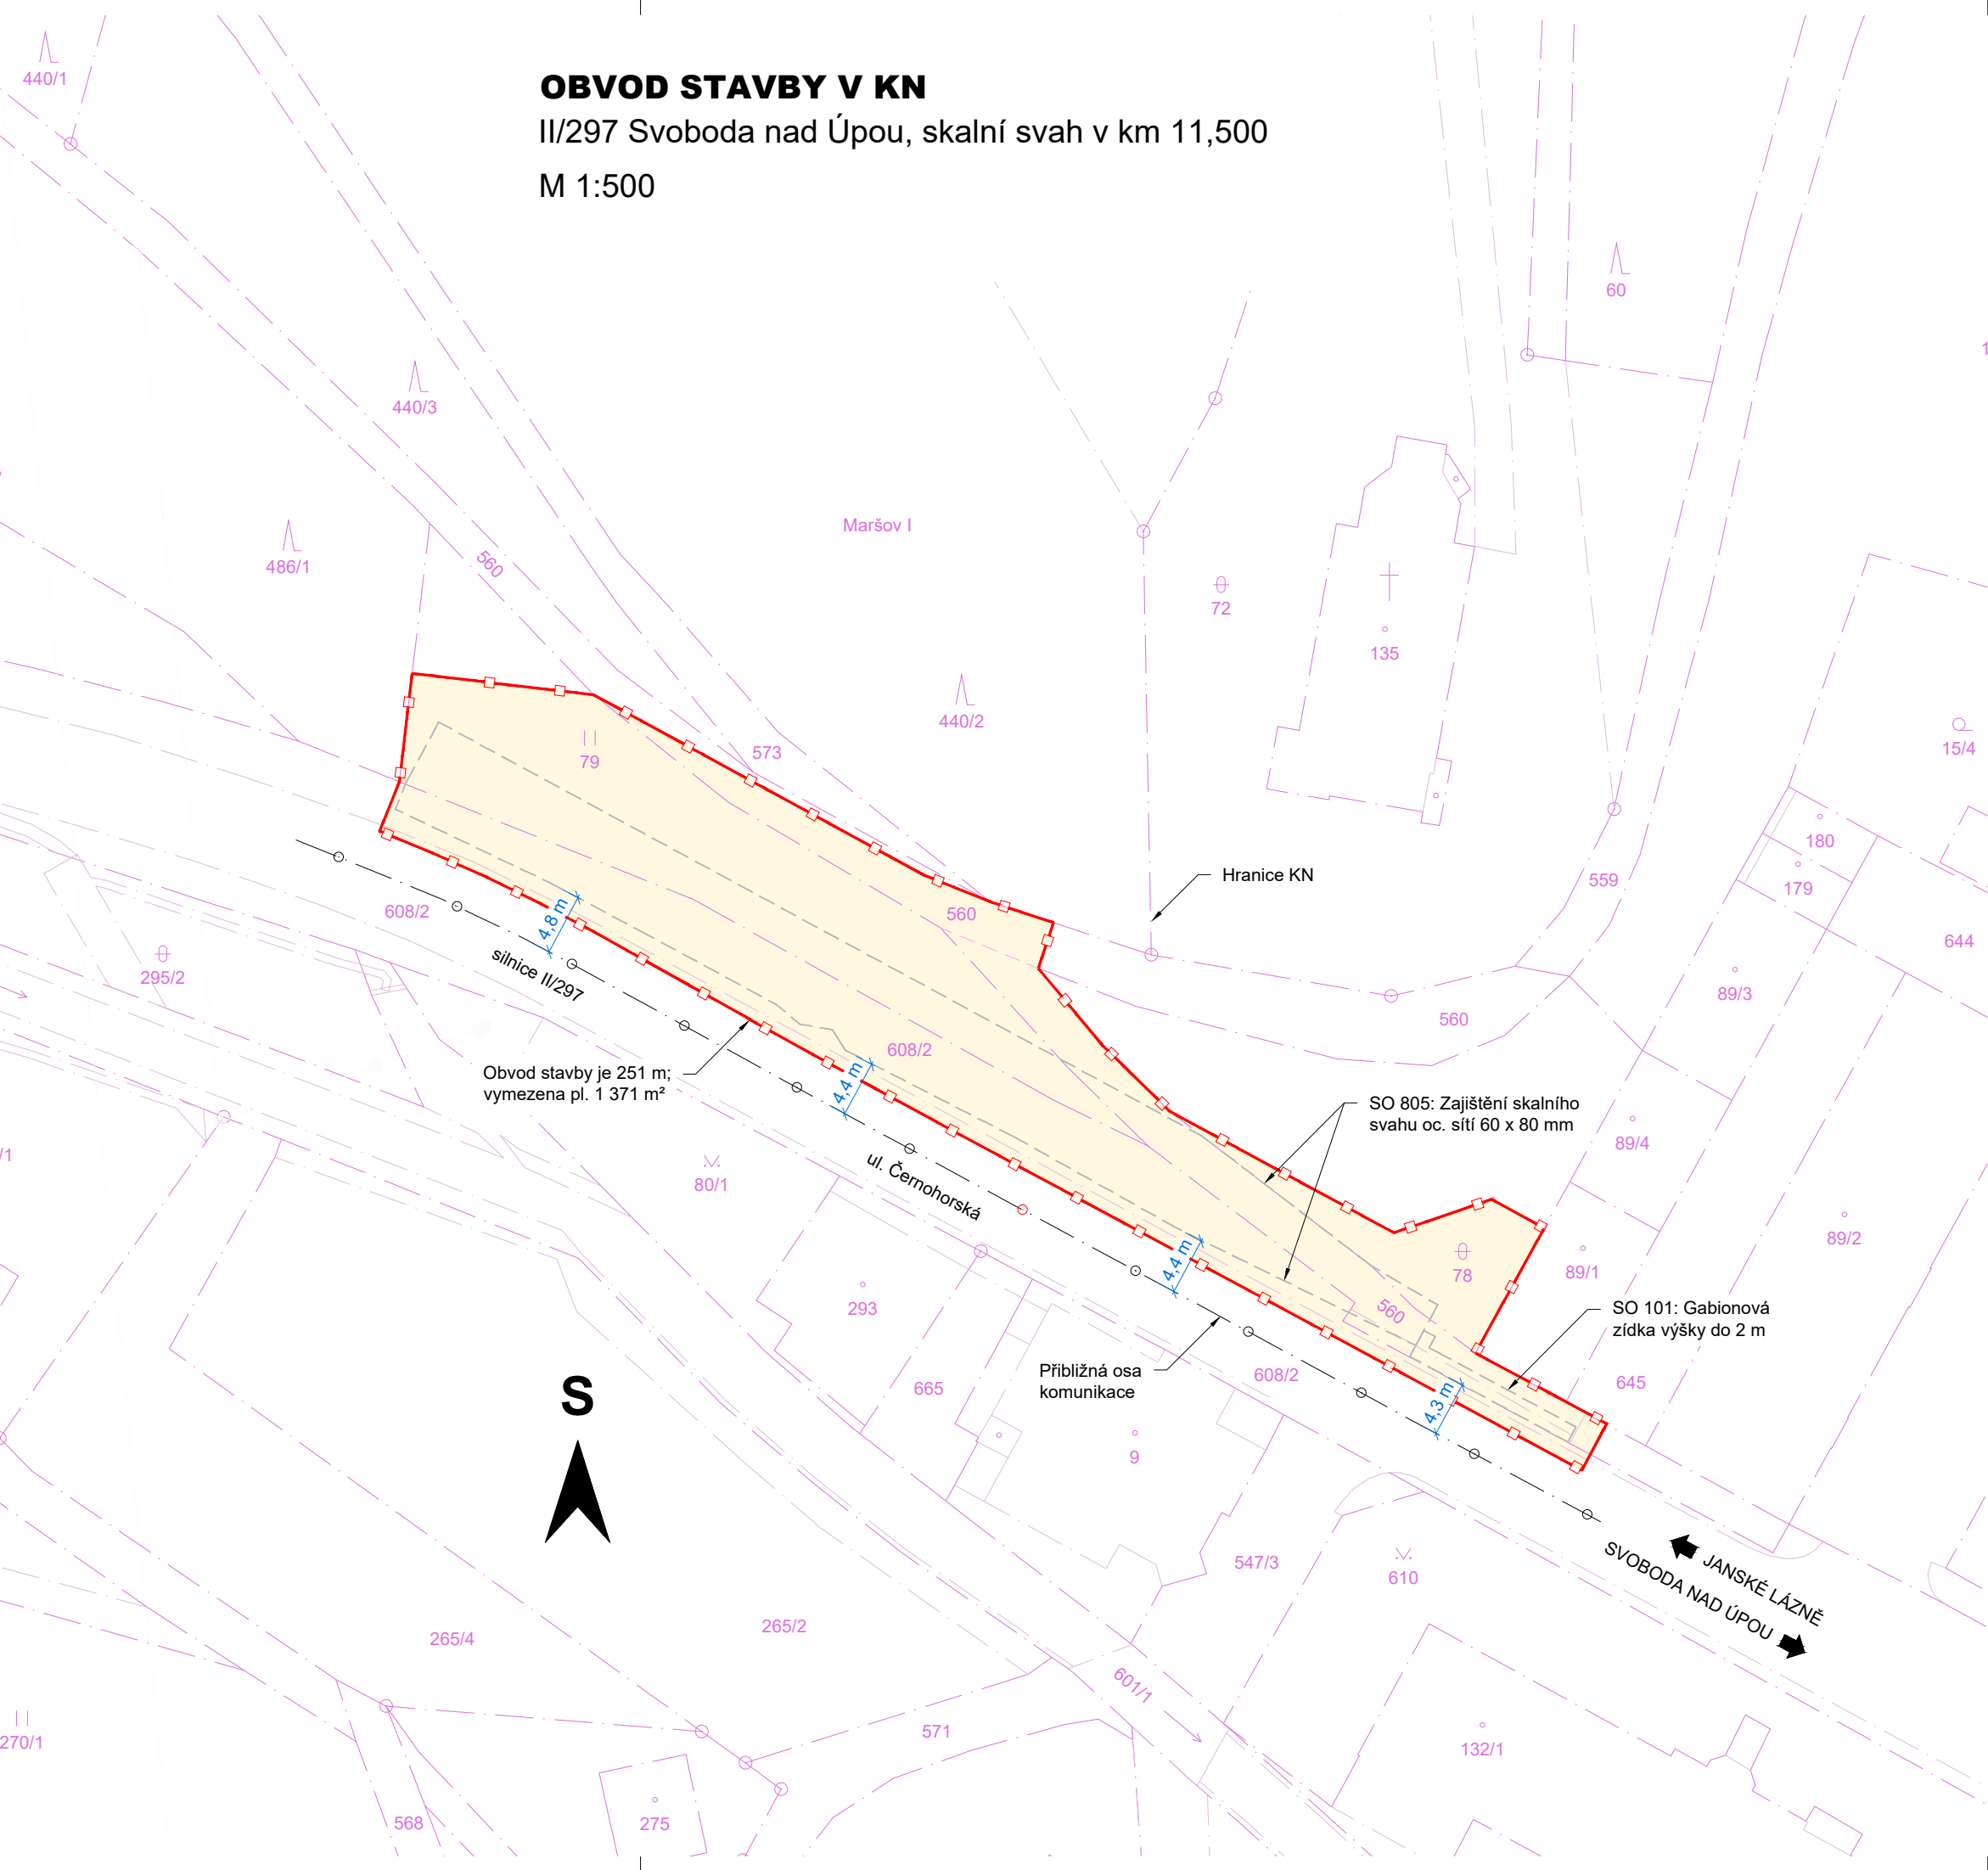 OBVOD STAVBY V KN
II/297 Svoboda nad Úpou, skalní svah v km 11,500
M 1:500
440/1
60
440/3
Maršov I
486/1
560
72
135
440/2
573
79
15/4
180
179
Hranice KN
559
608/2
560
644
4,8 m
silnice II/297
295/2
89/3
560
608/2
Obvod stavby je 251 m;
vymezena pl. 1 371 m²
4,4 m
SO 805: Zajištění skalního
svahu oc. sítí 60 x 80 mm
89/4
/1
80/1
ul. Černohorská
89/2
4,4 m
78
89/1
293
560
SO 101: Gabionová
zídka výšky do 2 m
Přibližná osa
komunikace
608/2
645
665
4,3 m
S
9
547/3
610
JANSKÉ LÁZNĚ
SVOBODA NAD ÚPOU
265/4
265/2
601/1
571
270/1
132/1
568
275